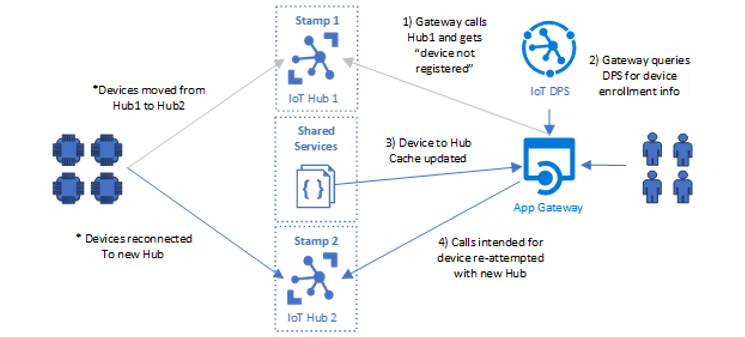 Stamp 1
IoT Hub 1
1) Gateway calls
Hub1 and gets
"device not
registered"
IoT DPS
2) Gateway queries
DPS for device
enrollment info
*Devices moved from
Hub1 to Hub2
Shared
Services
{ }
3) Device to Hub
Cache updated
App Gateway
* Devices reconnected
To new Hub
Stamp 2
IoT Hub 2
4) Calls intended for
device re-attempted
with new Hub